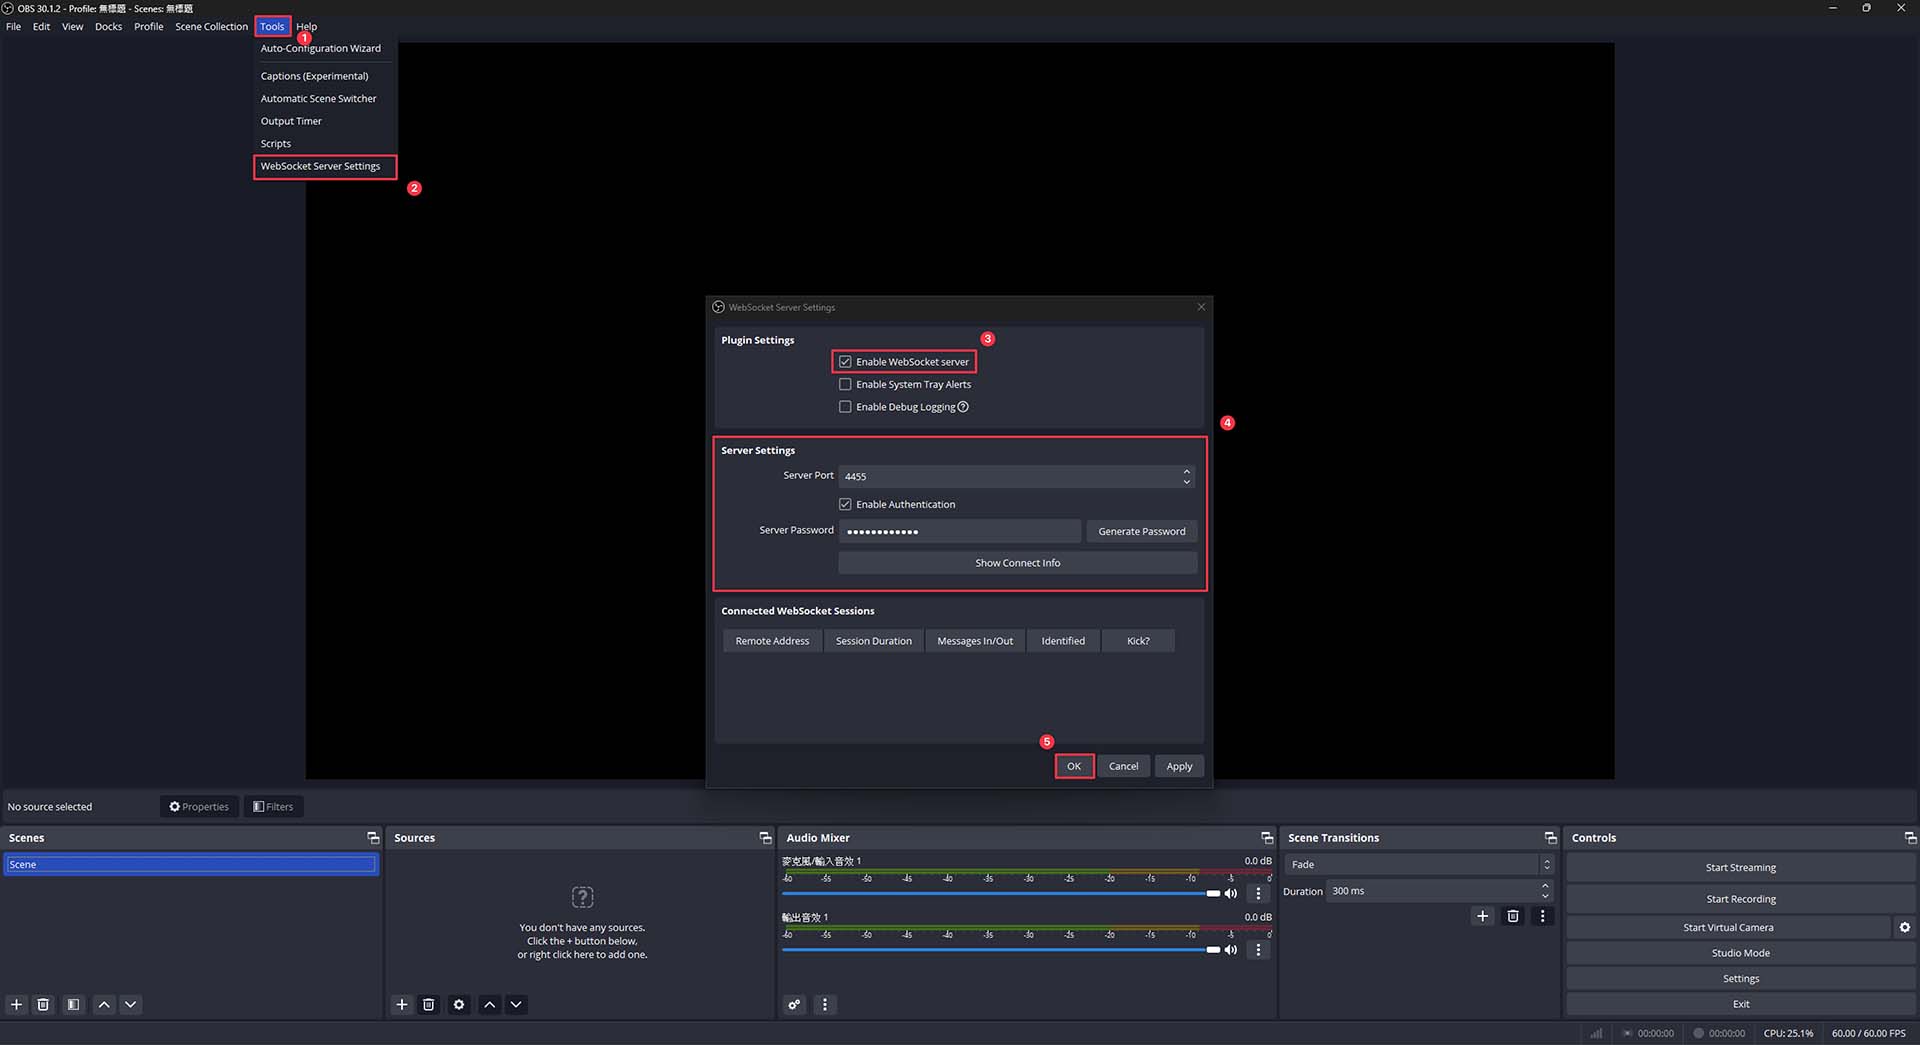 OBS 30.1.2 - Profile: 無標題 - Scenes: 無標題
File Edit View Docks Profile Scene Collection Tools Help
1
Auto-Configuration Wizard
Captions (Experimental)
Automatic Scene Switcher
Output Timer
Scripts
WebSocket Server Settings
2
WebSocket Server Settings
Plugin Settings
3
Enable WebSocket server
Enable System Tray Alerts
Enable Debug Logging
4
Server Settings
Server Port 4455
Enable Authentication
Server Password ●●●●●●●●●●●● Generate Password
Show Connect Info
Connected WebSocket Sessions
Remote Address Session Duration Messages In/Out Identified Kick?
5
OK Cancel Apply
No source selected Properties Filters
Scenes
Scene
Sources
You don't have any sources.
Click the + button below,
or right click here to add one.
Audio Mixer
麥克風/輸入音效 1 0.0 dB
-60 -55 -50 -45 -40 -35 -30 -25 -20 -15 -10 -5 0
輸出音效 1 0.0 dB
-60 -55 -50 -45 -40 -35 -30 -25 -20 -15 -10 -5 0
Scene Transitions
Fade
Duration 300 ms
Controls
Start Streaming
Start Recording
Start Virtual Camera
Studio Mode
Settings
Exit
00:00:00 00:00:00 CPU: 25.1% 60.00 / 60.00 FPS